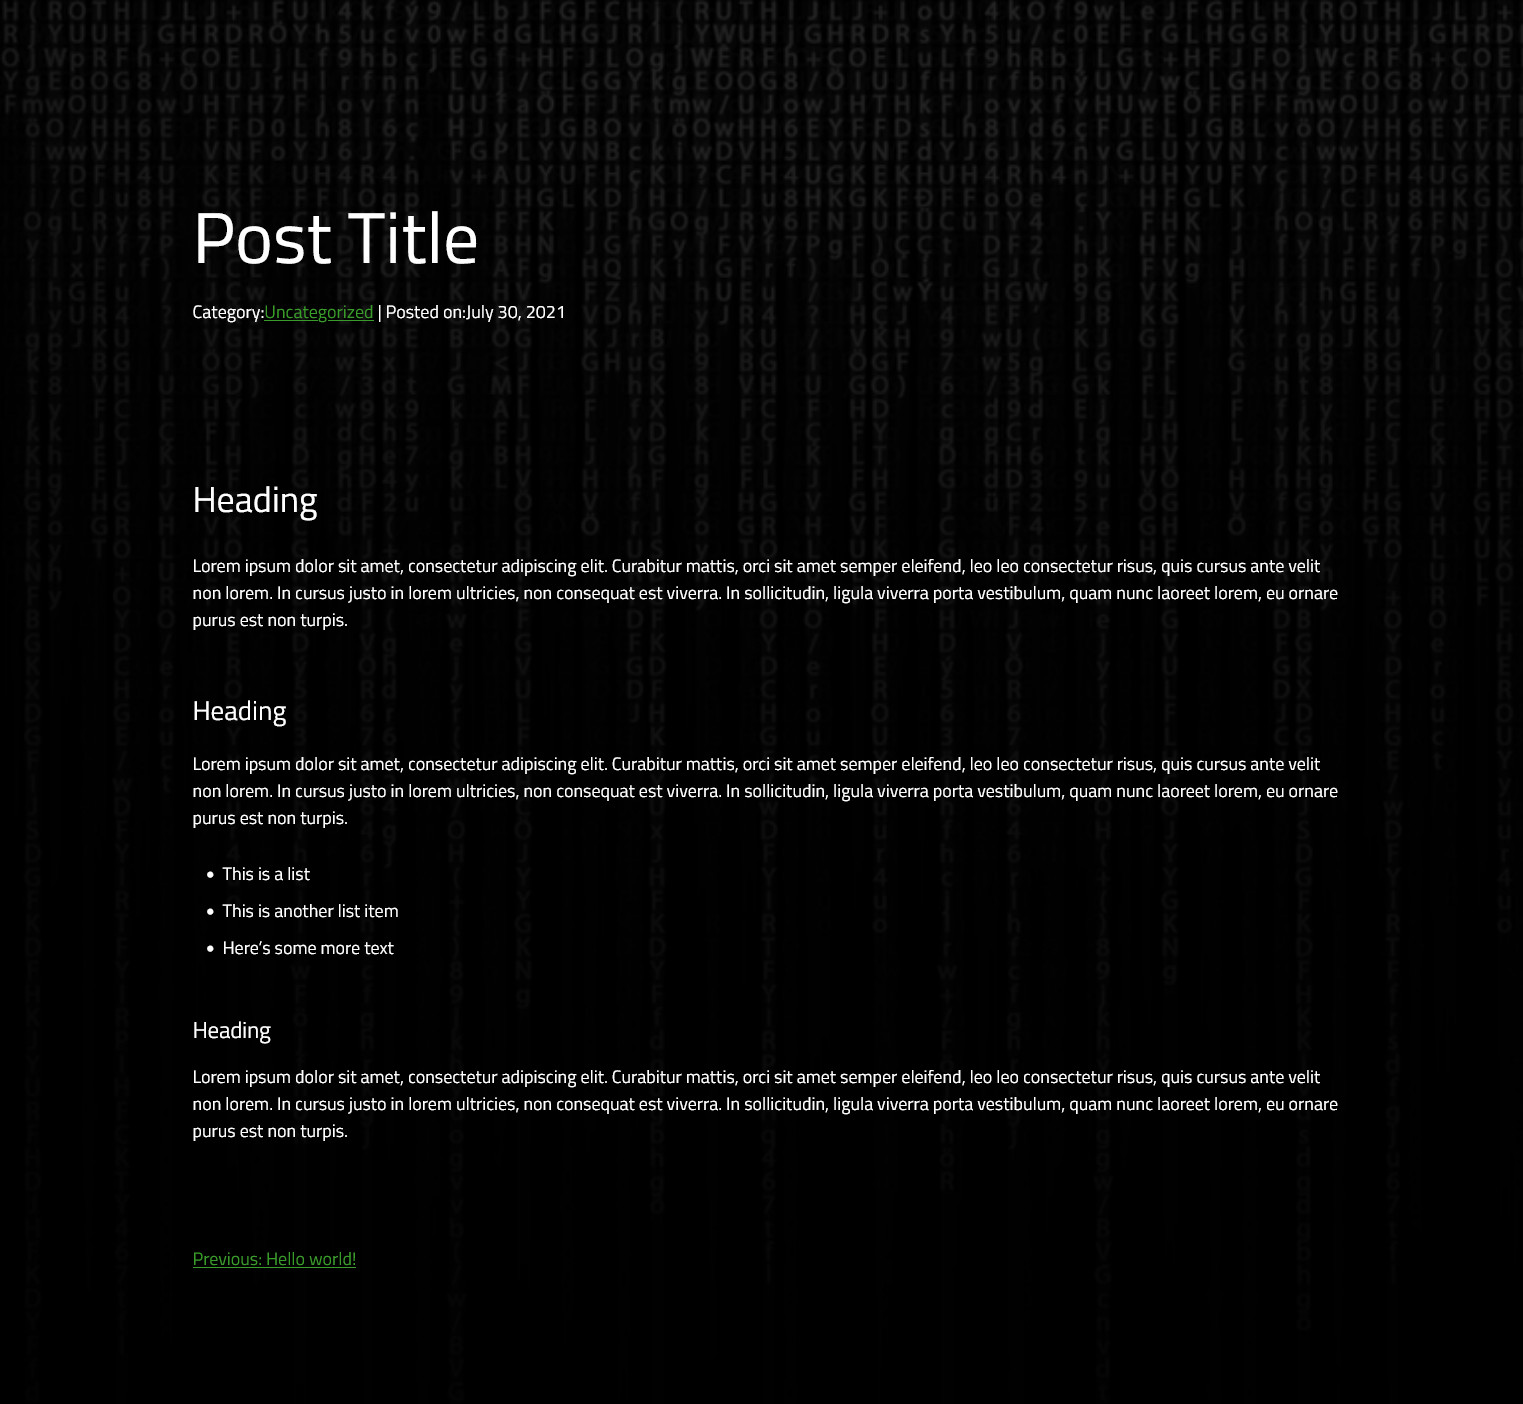 Post Title
Category:Uncategorized | Posted on:July 30, 2021
Heading
Lorem ipsum dolor sit amet, consectetur adipiscing elit. Curabitur mattis, orci sit amet semper eleifend, leo leo consectetur risus, quis cursus ante velit
non lorem. In cursus justo in lorem ultricies, non consequat est viverra. In sollicitudin, ligula viverra porta vestibulum, quam nunc laoreet lorem, eu ornare
purus est non turpis.
Heading
Lorem ipsum dolor sit amet, consectetur adipiscing elit. Curabitur mattis, orci sit amet semper eleifend, leo leo consectetur risus, quis cursus ante velit
non lorem. In cursus justo in lorem ultricies, non consequat est viverra. In sollicitudin, ligula viverra porta vestibulum, quam nunc laoreet lorem, eu ornare
purus est non turpis.
• This is a list
• This is another list item
• Here’s some more text
Heading
Lorem ipsum dolor sit amet, consectetur adipiscing elit. Curabitur mattis, orci sit amet semper eleifend, leo leo consectetur risus, quis cursus ante velit
non lorem. In cursus justo in lorem ultricies, non consequat est viverra. In sollicitudin, ligula viverra porta vestibulum, quam nunc laoreet lorem, eu ornare
purus est non turpis.
Previous: Hello world!